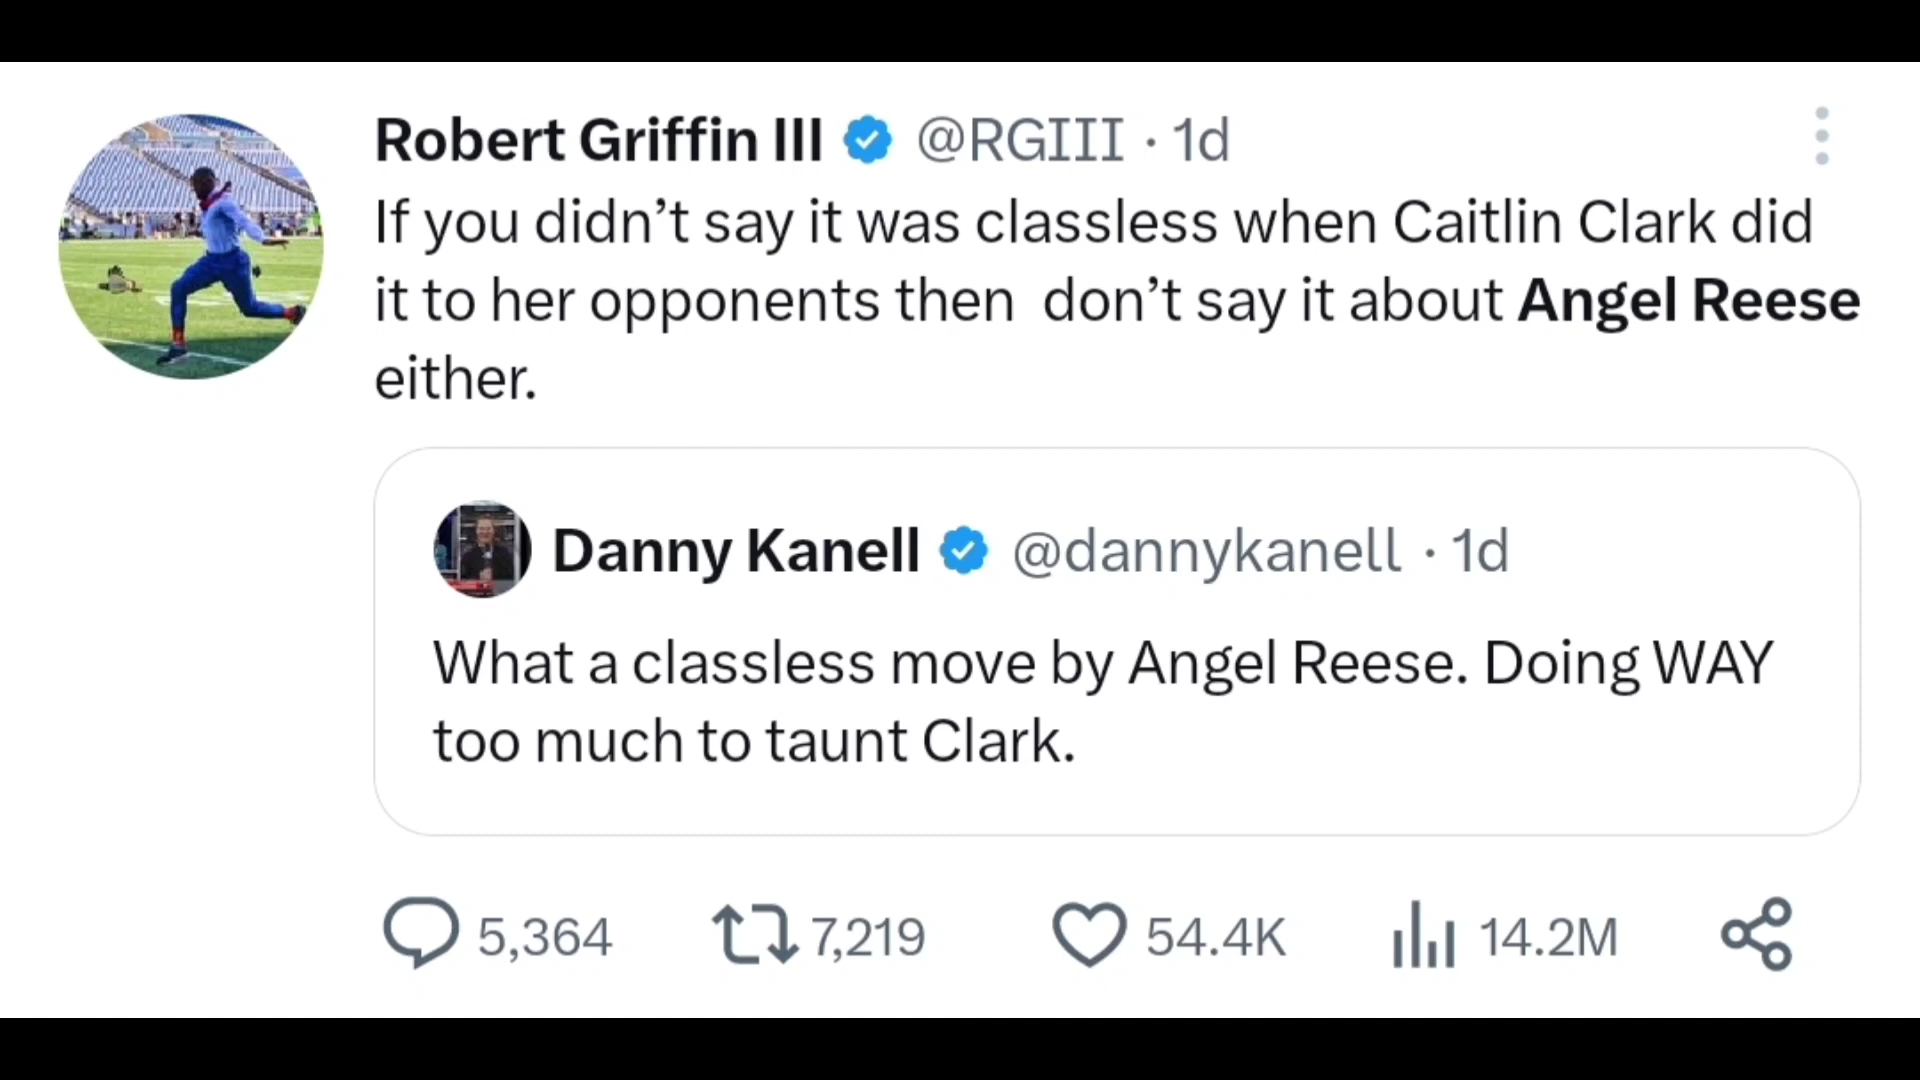 Robert Griffin III @RGIII · 1d
If you didn’t say it was classless when Caitlin Clark did
it to her opponents then  don’t say it about Angel Reese
either.
Danny Kanell @dannykanell · 1d
What a classless move by Angel Reese. Doing WAY
too much to taunt Clark.
5,364 7,219 54.4K 14.2M